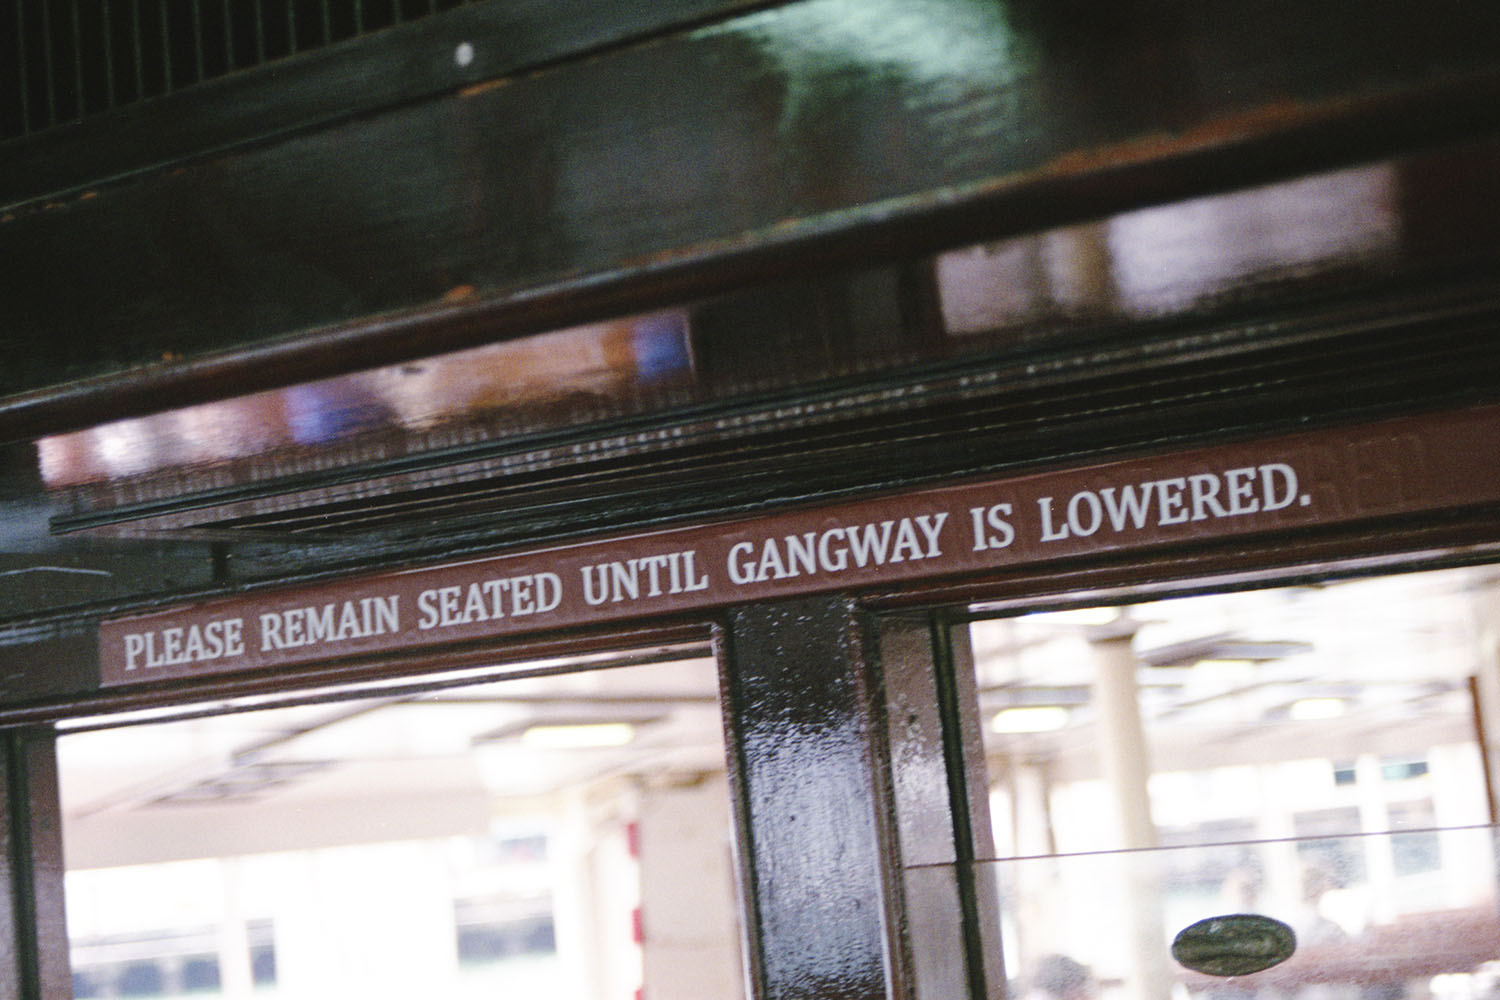 PLEASE REMAIN SEATED UNTIL GANGWAY IS LOWERED.